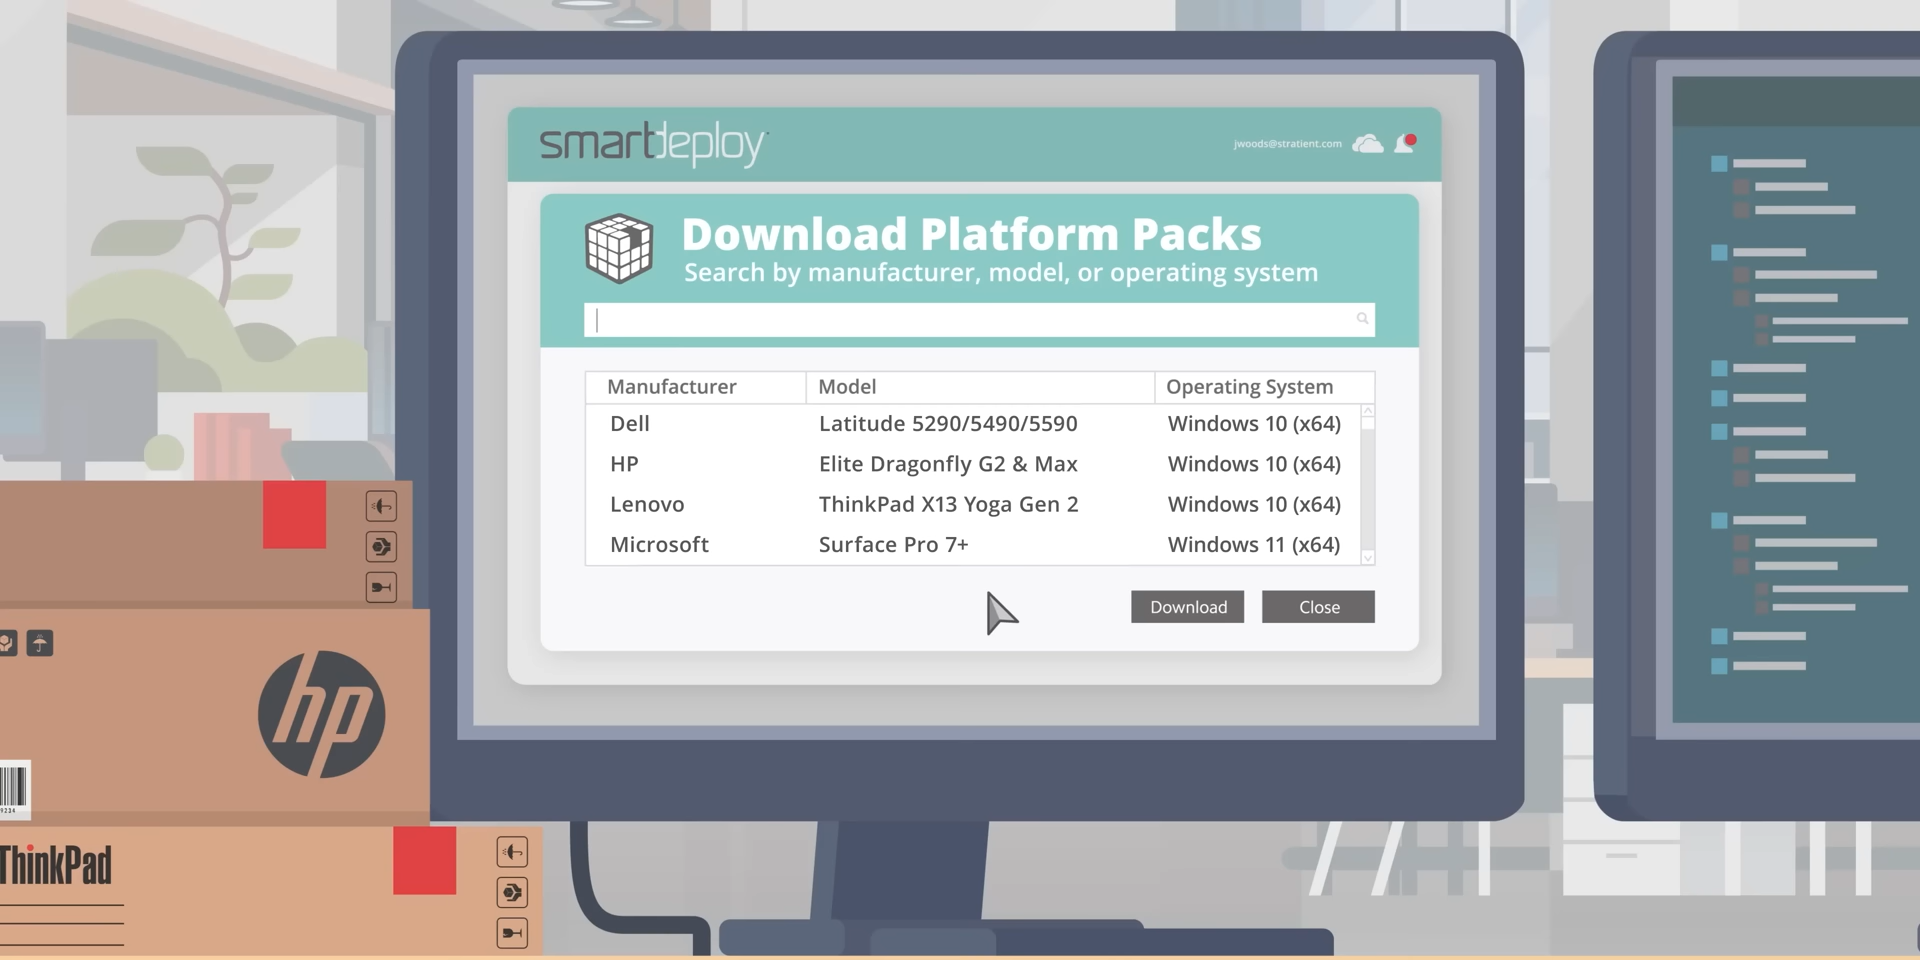 smartdeploy
jwoods@stratient.com
Download Platform Packs
Search by manufacturer, model, or operating system
Manufacturer Model Operating System
Dell Latitude 5290/5490/5590 Windows 10 (x64)
HP Elite Dragonfly G2 & Max Windows 10 (x64)
Lenovo ThinkPad X13 Yoga Gen 2 Windows 10 (x64)
Microsoft Surface Pro 7+ Windows 11 (x64)
Download Close
hp
ThinkPad